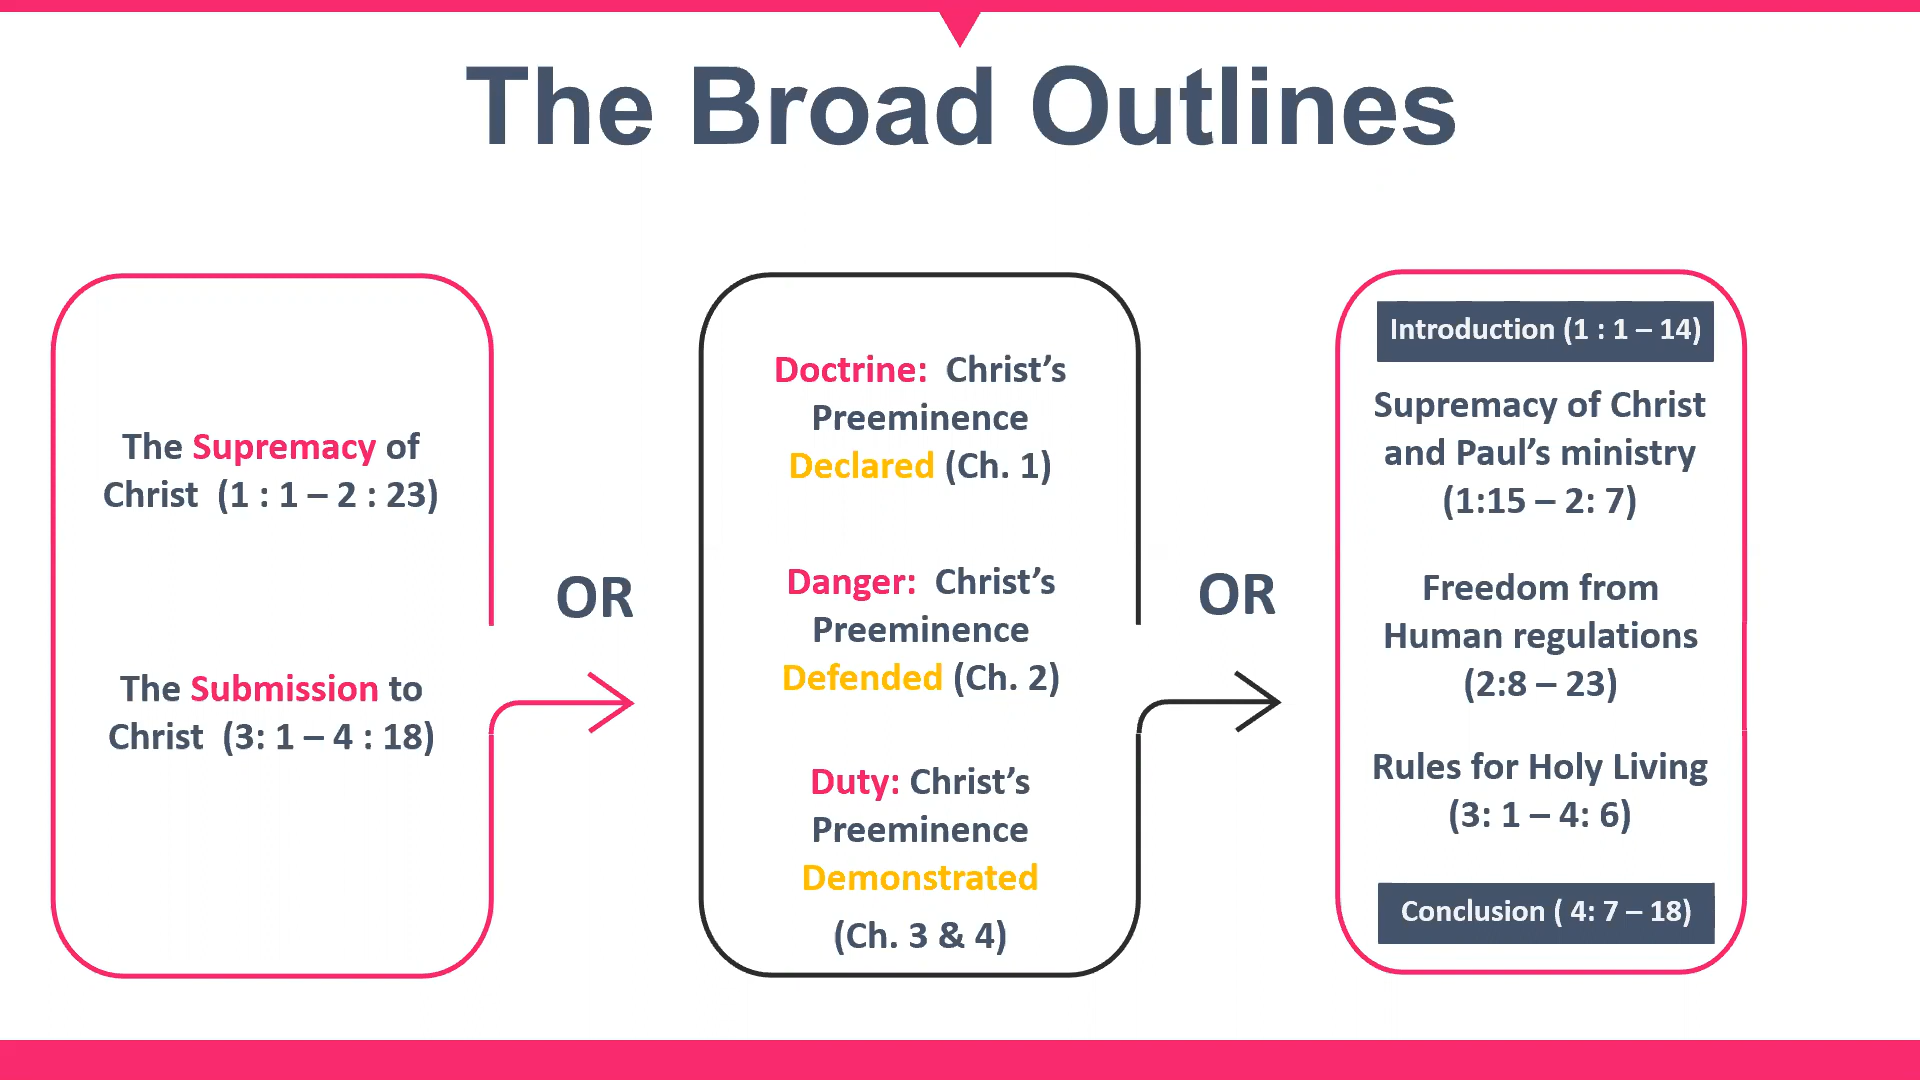 The Broad Outlines
The Supremacy of
Christ (1 : 1 – 2 : 23)
The Submission to
Christ (3: 1 – 4 : 18)
OR
Doctrine: Christ’s
Preeminence
Declared (Ch. 1)
Danger: Christ’s
Preeminence
Defended (Ch. 2)
Duty: Christ’s
Preeminence
Demonstrated
(Ch. 3 & 4)
OR
Introduction (1 : 1 – 14)
Supremacy of Christ
and Paul’s ministry
(1:15 – 2: 7)
Freedom from
Human regulations
(2:8 – 23)
Rules for Holy Living
(3: 1 – 4: 6)
Conclusion ( 4: 7 – 18)